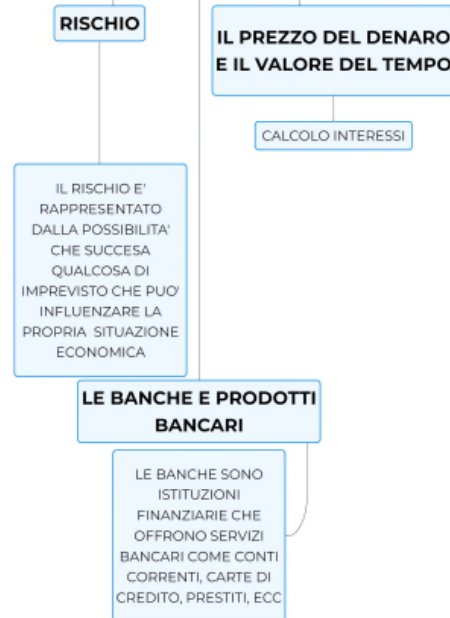 RISCHIO
IL PREZZO DEL DENARO
E IL VALORE DEL TEMPO
CALCOLO INTERESSI
IL RISCHIO E'
RAPPRESENTATO
DALLA POSSIBILITA'
CHE SUCCESA
QUALCOSA DI
IMPREVISTO CHE PUO'
INFLUENZARE LA
PROPRIA SITUAZIONE
ECONOMICA
LE BANCHE E PRODOTTI
BANCARI
LE BANCHE SONO
ISTITUZIONI
FINANZIARIE CHE
OFFRONO SERVIZI
BANCARI COME CONTI
CORRENTI, CARTE DI
CREDITO, PRESTITI, ECC